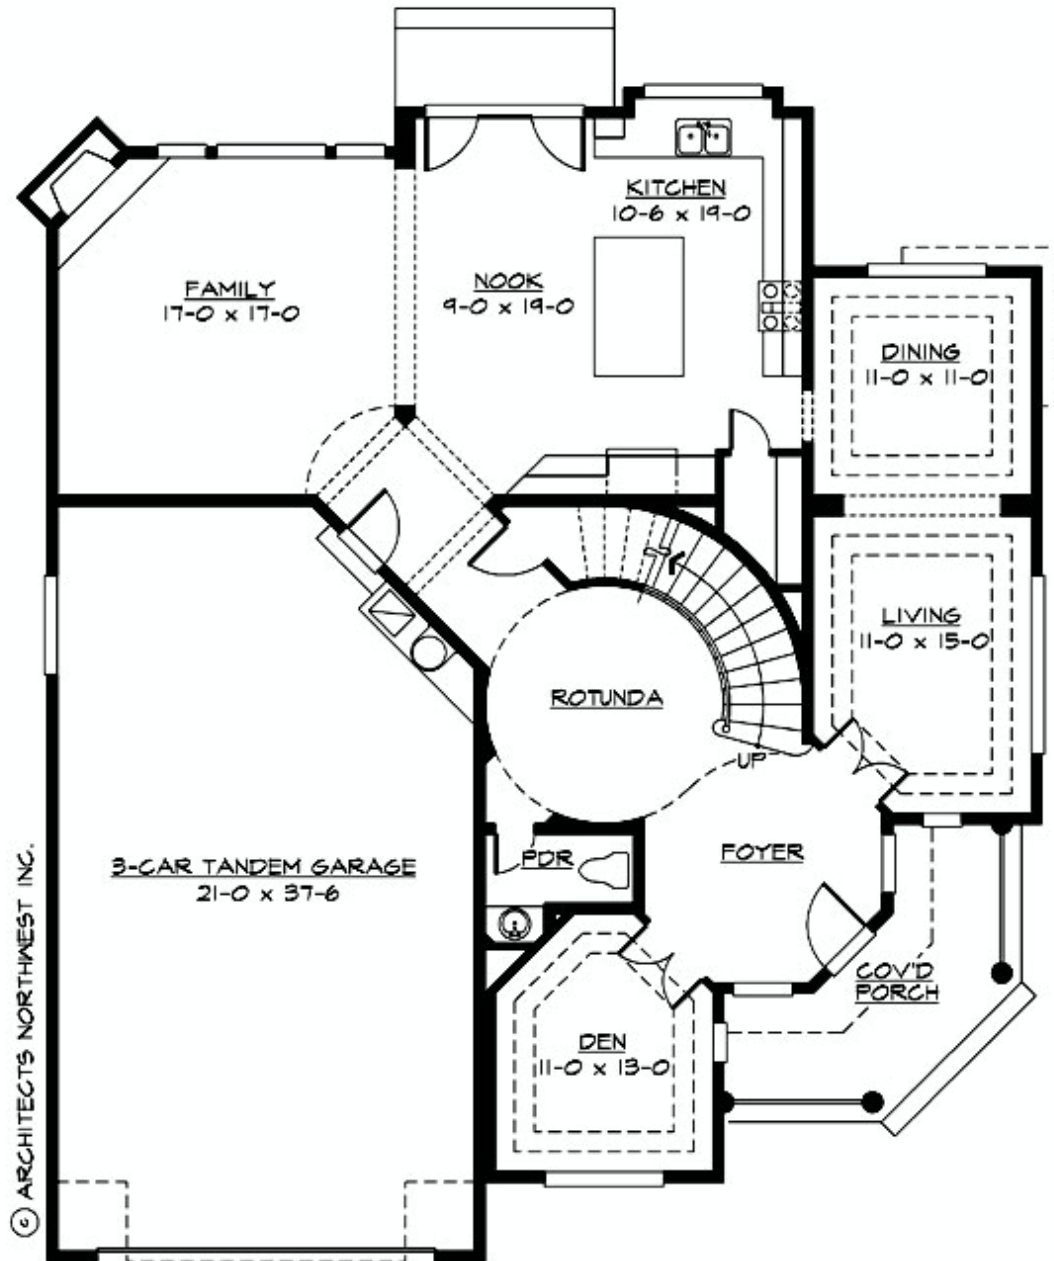 KITCHEN
10-6 x 19-0
NOOK
9-0 x 19-0
FAMILY
17-0 x 17-0
DINING
11-0 x 11-0
LIVING
11-0 x 15-0
ROTUNDA
UP
FOYER
PDR
3-CAR TANDEM GARAGE
21-0 x 37-6
COV'D
PORCH
DEN
11-0 x 13-0
© ARCHITECTS NORTHWEST INC.